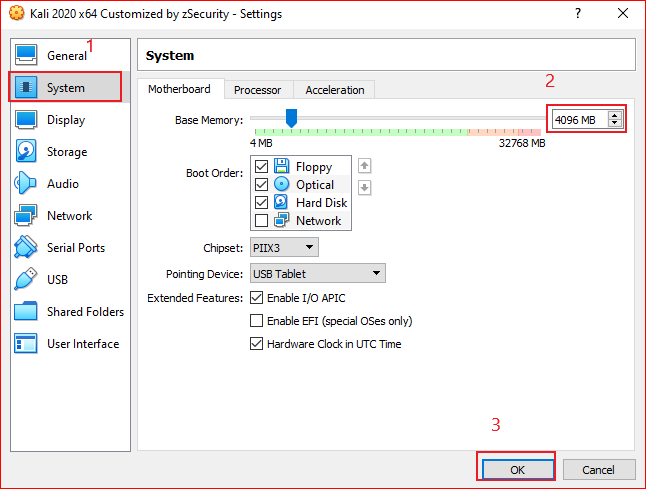 Kali 2020 x64 Customized by zSecurity - Settings
?
1
General
System
Display
Storage
Audio
Network
Serial Ports
USB
Shared Folders
User Interface
System
Motherboard
Processor
Acceleration
2
Base Memory:
4096 MB
4 MB
32768 MB
Boot Order:
Floppy
Optical
Hard Disk
Network
Chipset:
PIIX3
Pointing Device:
USB Tablet
Extended Features:
Enable I/O APIC
Enable EFI (special OSes only)
Hardware Clock in UTC Time
3
OK
Cancel